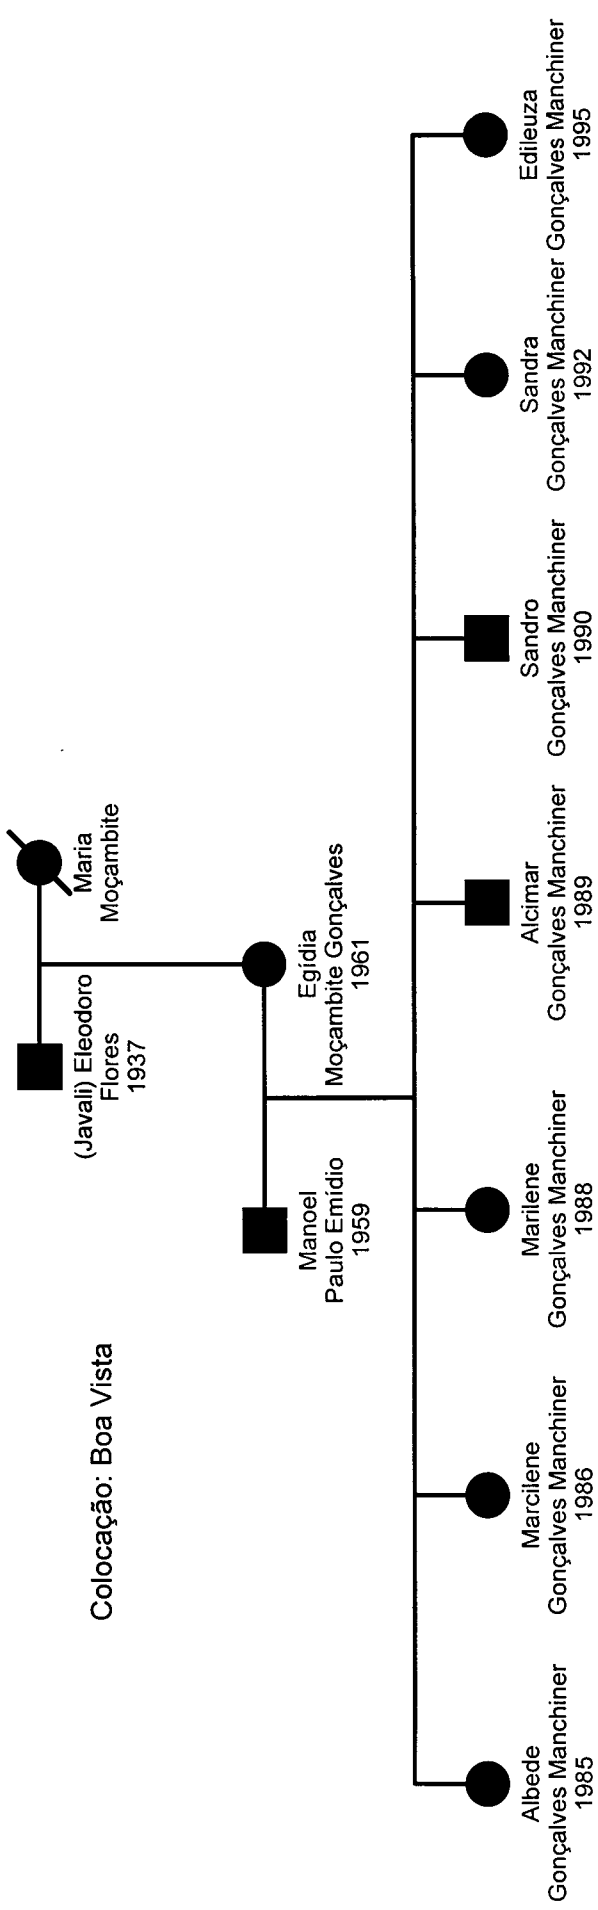 Colocação: Boa Vista
(Javali) Eleodoro
Flores
1937
Maria
Moçambite
Manoel
Paulo Emídio
1959
Egídia
Moçambite Gonçalves
1961
Albede
Gonçalves Manchiner
1985
Marcilene
Gonçalves Manchiner
1986
Marilene
Gonçalves Manchiner
1988
Alcimar
Gonçalves Manchiner
1989
Sandro
Gonçalves Manchiner
1990
Sandra
Gonçalves Manchiner
1992
Edileuza
Gonçalves Manchiner
1995